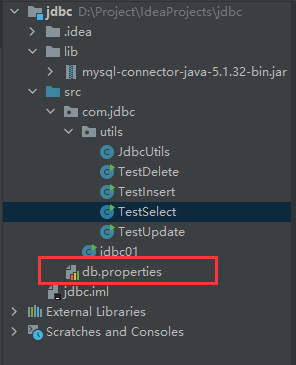 jdbc D:\Project\IdeaProjects\jdbc
.idea
lib
mysql-connector-java-5.1.32-bin.jar
src
com.jdbc
utils
JdbcUtils
TestDelete
TestInsert
TestSelect
TestUpdate
jdbc01
db.properties
jdbc.iml
External Libraries
Scratches and Consoles